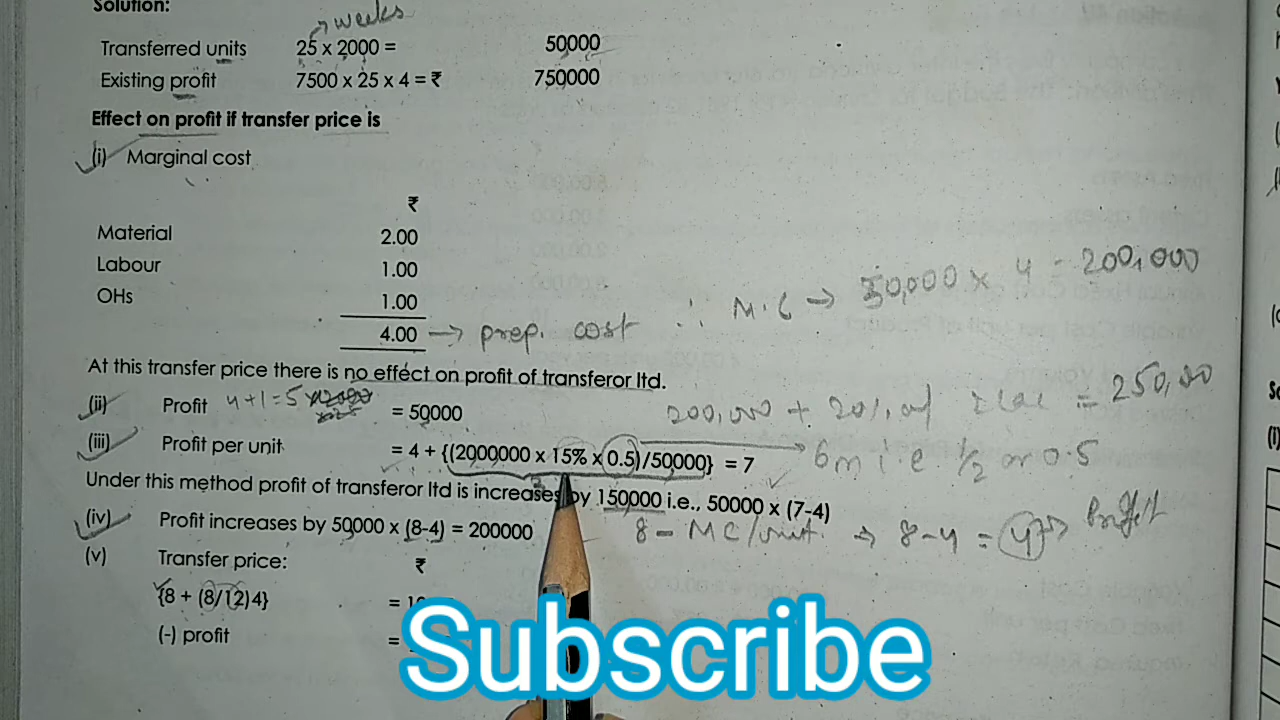 Solution:
→ weeks
Transferred units 25 x 2000 = 50000
Existing profit 7500 x 25 x 4 = ₹ 750000
Effect on profit if transfer price is
(i) Marginal cost
₹
Material 2.00
Labour 1.00
OHs 1.00
4.00 → prep. cost ∴ M.C → 50,000 x 4 = 200,000
At this transfer price there is no effect on profit of transferor ltd.
(ii) Profit 4+1=5 = 50000 200,000 + 20% of = 250,00
(iii) Profit per unit = 4 + {(2000000 x 15% x 0.5)/50000} = 7 6m i.e. 1/2 or 0.5
Under this method profit of transferor ltd is increases by 150000 i.e., 50000 x (7-4)
(iv) Profit increases by 50000 x (8-4) = 200000 8 - MC/unit. → 8-4 = 4 → Profit
(v) Transfer price: ₹
{8 + (8/12)4} =
(-) profit =
Subscribe